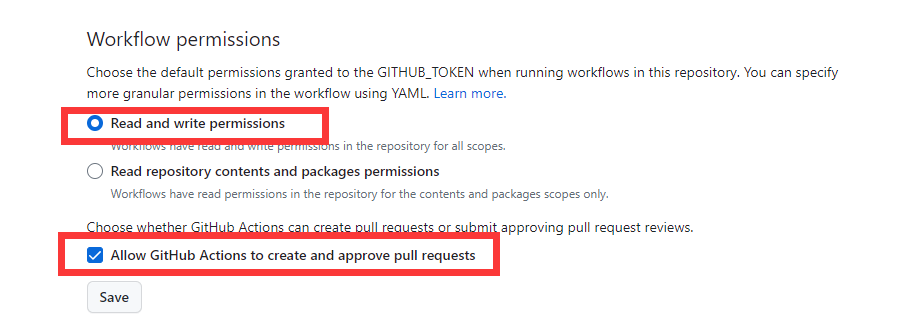 Workflow permissions
Choose the default permissions granted to the GITHUB_TOKEN when running workflows in this repository. You can specify
more granular permissions in the workflow using YAML. Learn more.
Read and write permissions
Workflows have read and write permissions in the repository for all scopes.
Read repository contents and packages permissions
Workflows have read permissions in the repository for the contents and packages scopes only.
Choose whether GitHub Actions can create pull requests or submit approving pull request reviews.
Allow GitHub Actions to create and approve pull requests
Save